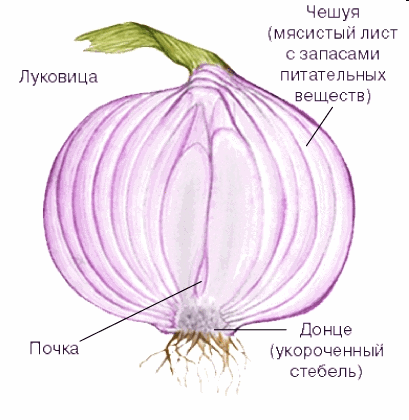 Чешуя
(мясистый лист
с запасами
питательных
веществ)
Луковица
Почка
Донце
(укороченный
стебель)